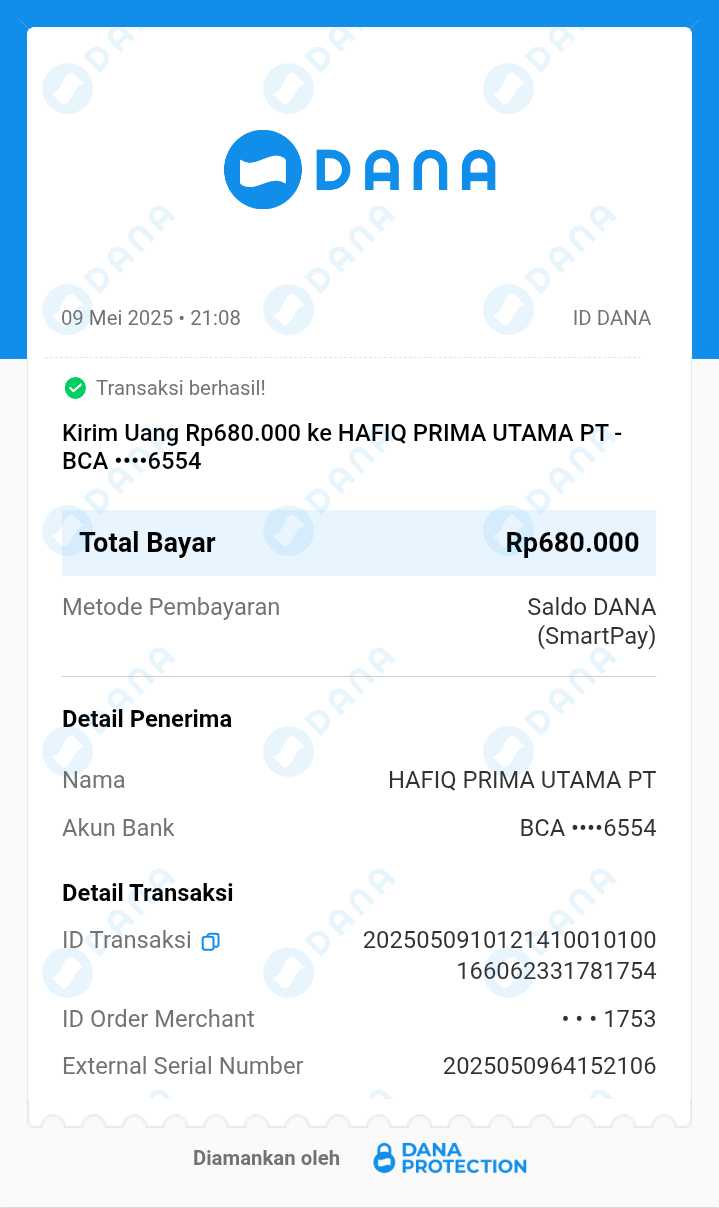 DANA
09 Mei 2025 • 21:08 ID DANA
Transaksi berhasil!
Kirim Uang Rp680.000 ke HAFIQ PRIMA UTAMA PT -
BCA ••••6554
Total Bayar Rp680.000
Metode Pembayaran Saldo DANA
(SmartPay)
Detail Penerima
Nama HAFIQ PRIMA UTAMA PT
Akun Bank BCA ••••6554
Detail Transaksi
ID Transaksi 2025050910121410010100
166062331781754
ID Order Merchant • • • 1753
External Serial Number 2025050964152106
Diamankan oleh DANA
PROTECTION